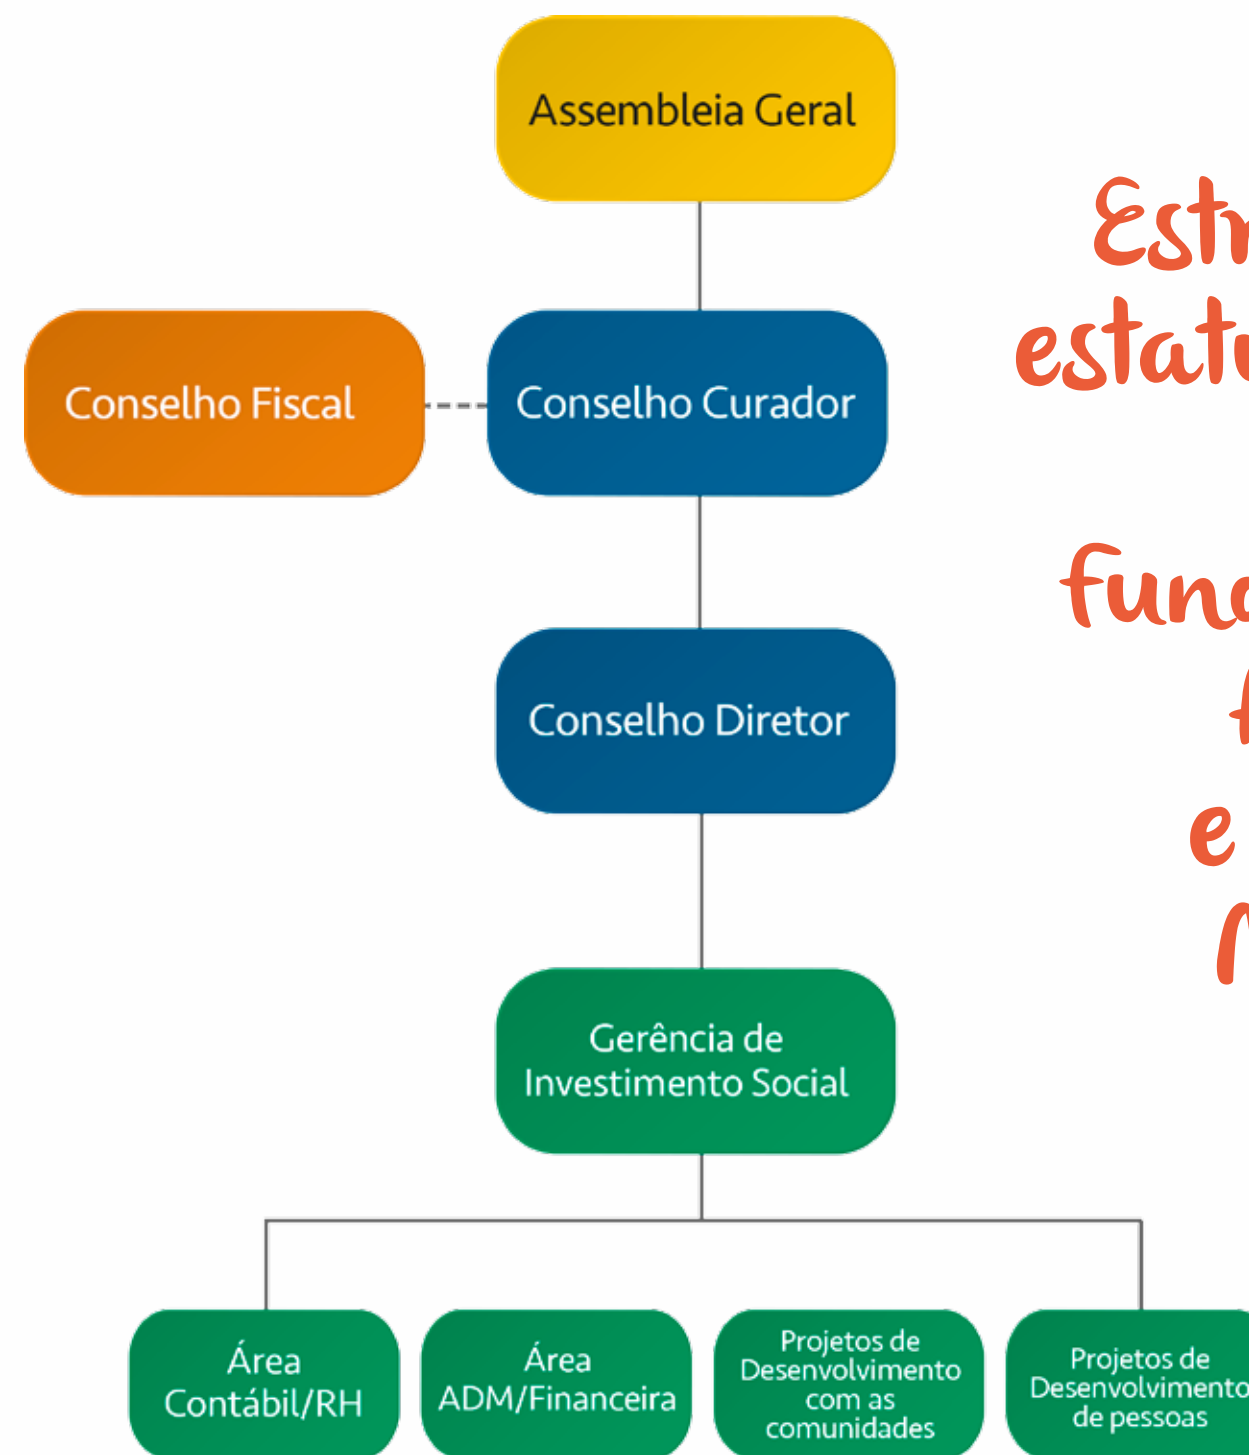 Assembleia Geral
Conselho Fiscal
Conselho Curador
Conselho Diretor
Gerência de
Investimento Social
Área
Contábil/RH
Área
ADM/Financeira
Projetos de
Desenvolvimento
com as
comunidades
Projetos de
Desenvolvimento
de pessoas
e